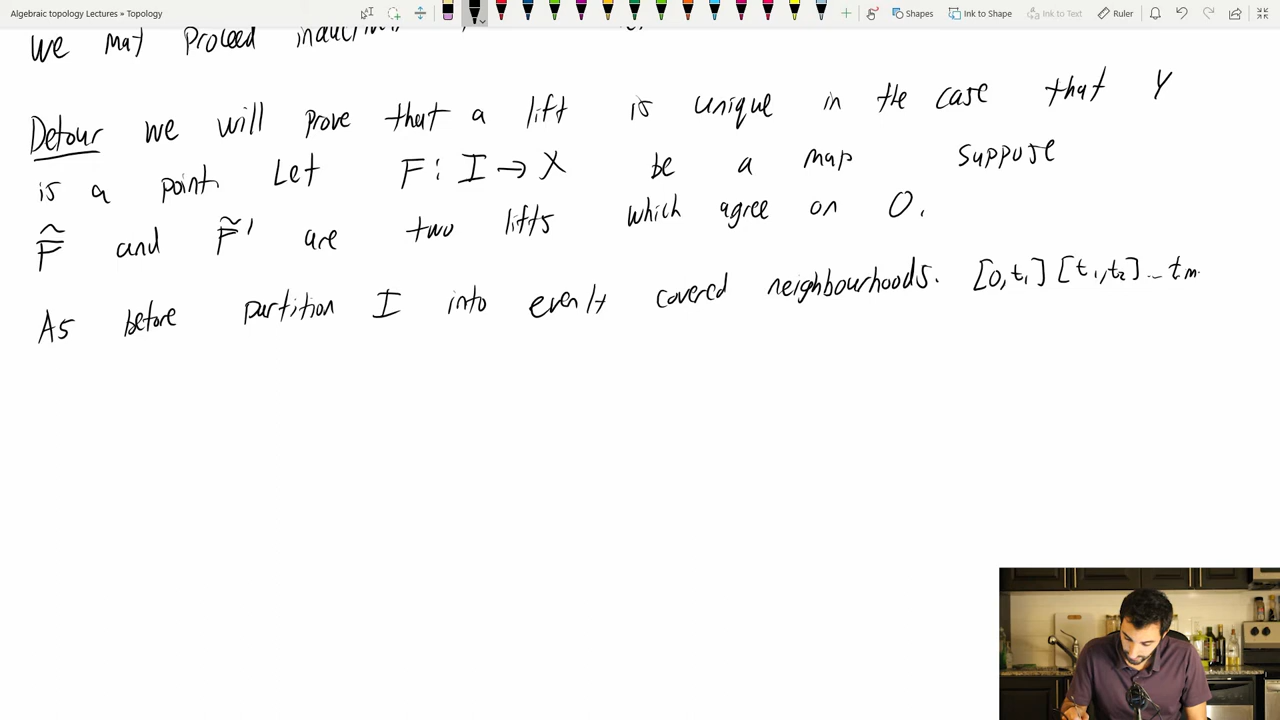 Algebraic topology Lectures » Topology
Shapes
Ink to Shape
Ink to Text
Ruler
we may proceed
Detour we will prove that a lift is unique in the case that Y
is a point. Let F: I → X be a map suppose
F̃ and F̃' are two lifts which agree on 0.
As before partition I into evenly covered neighbourhoods. [0,t₁] [t₁,t₂] ... tm